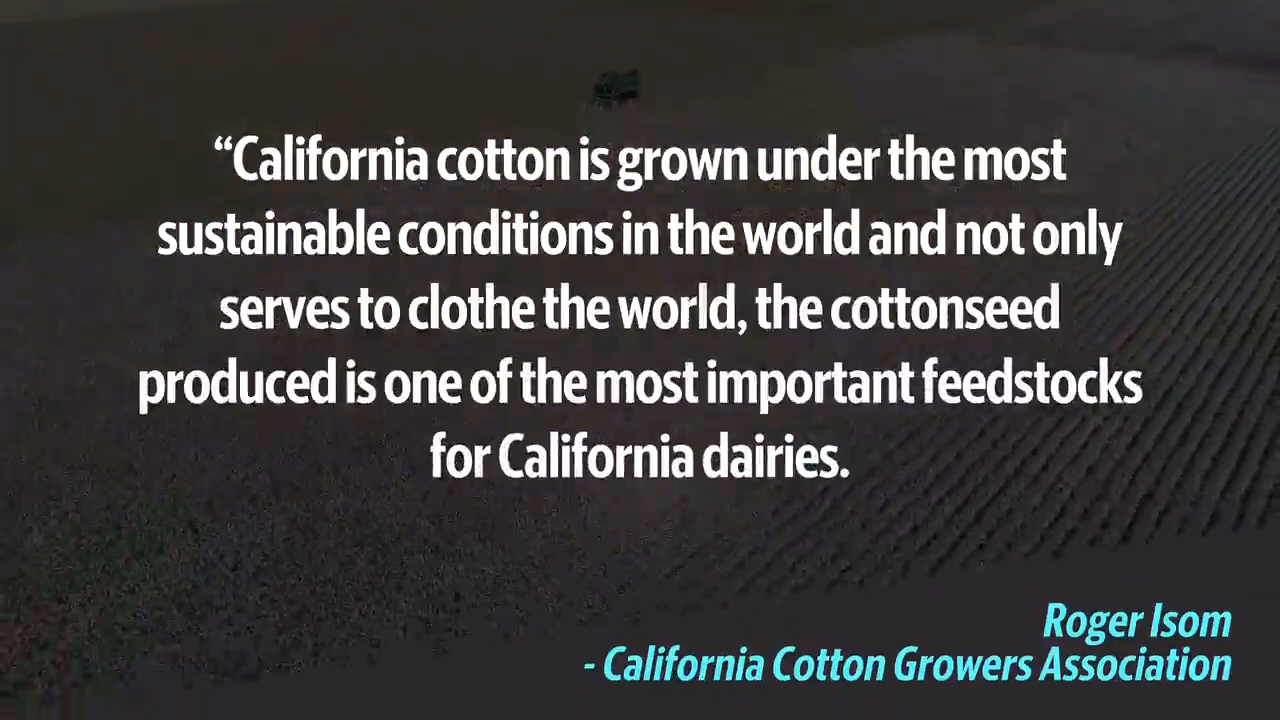 “California cotton is grown under the most
sustainable conditions in the world and not only
serves to clothe the world, the cottonseed
produced is one of the most important feedstocks
for California dairies.
Roger Isom
- California Cotton Growers Association